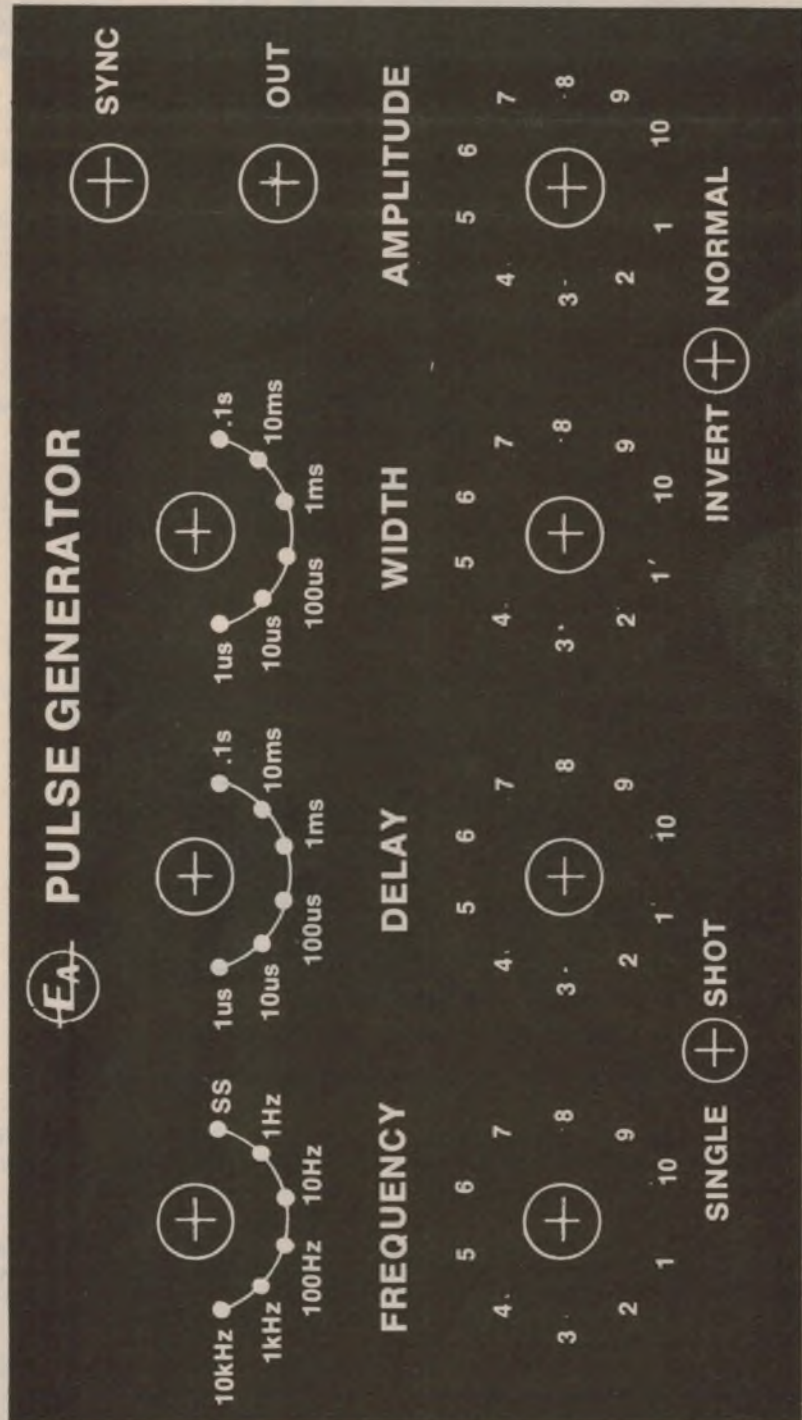 EA PULSE GENERATOR
SYNC
OUT
10kHz 1kHz 100Hz 10Hz 1Hz SS
1us 10us 100us 1ms 10ms .1s
1us 10us 100us 1ms 10ms .1s
FREQUENCY DELAY WIDTH AMPLITUDE
1 2 3 4 5 6 7 8 9 10
1 2 3 4 5 6 7 8 9 10
1 2 3 4 5 6 7 8 9 10
1 2 3 4 5 6 7 8 9 10
SINGLE SHOT
INVERT NORMAL